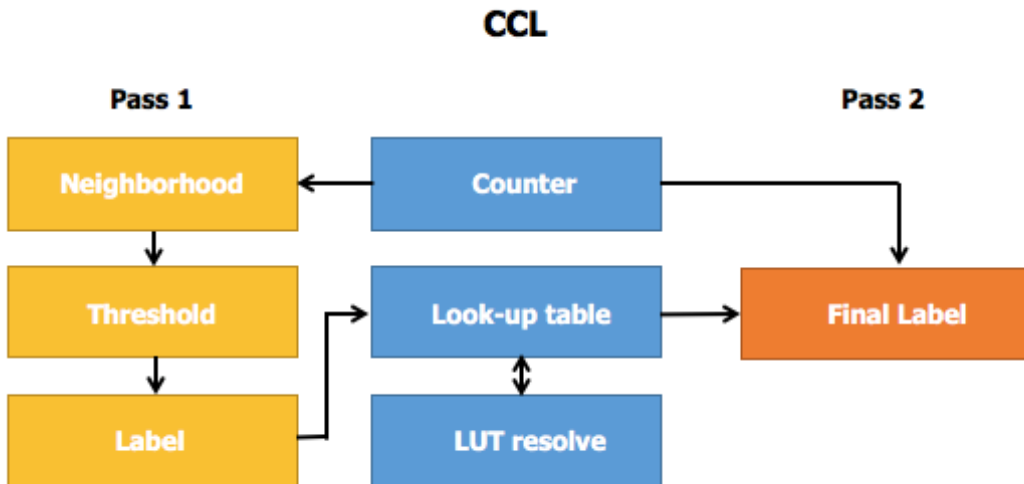 CCL
Pass 1
Pass 2
Neighborhood
Counter
Threshold
Look-up table
Final Label
Label
LUT resolve